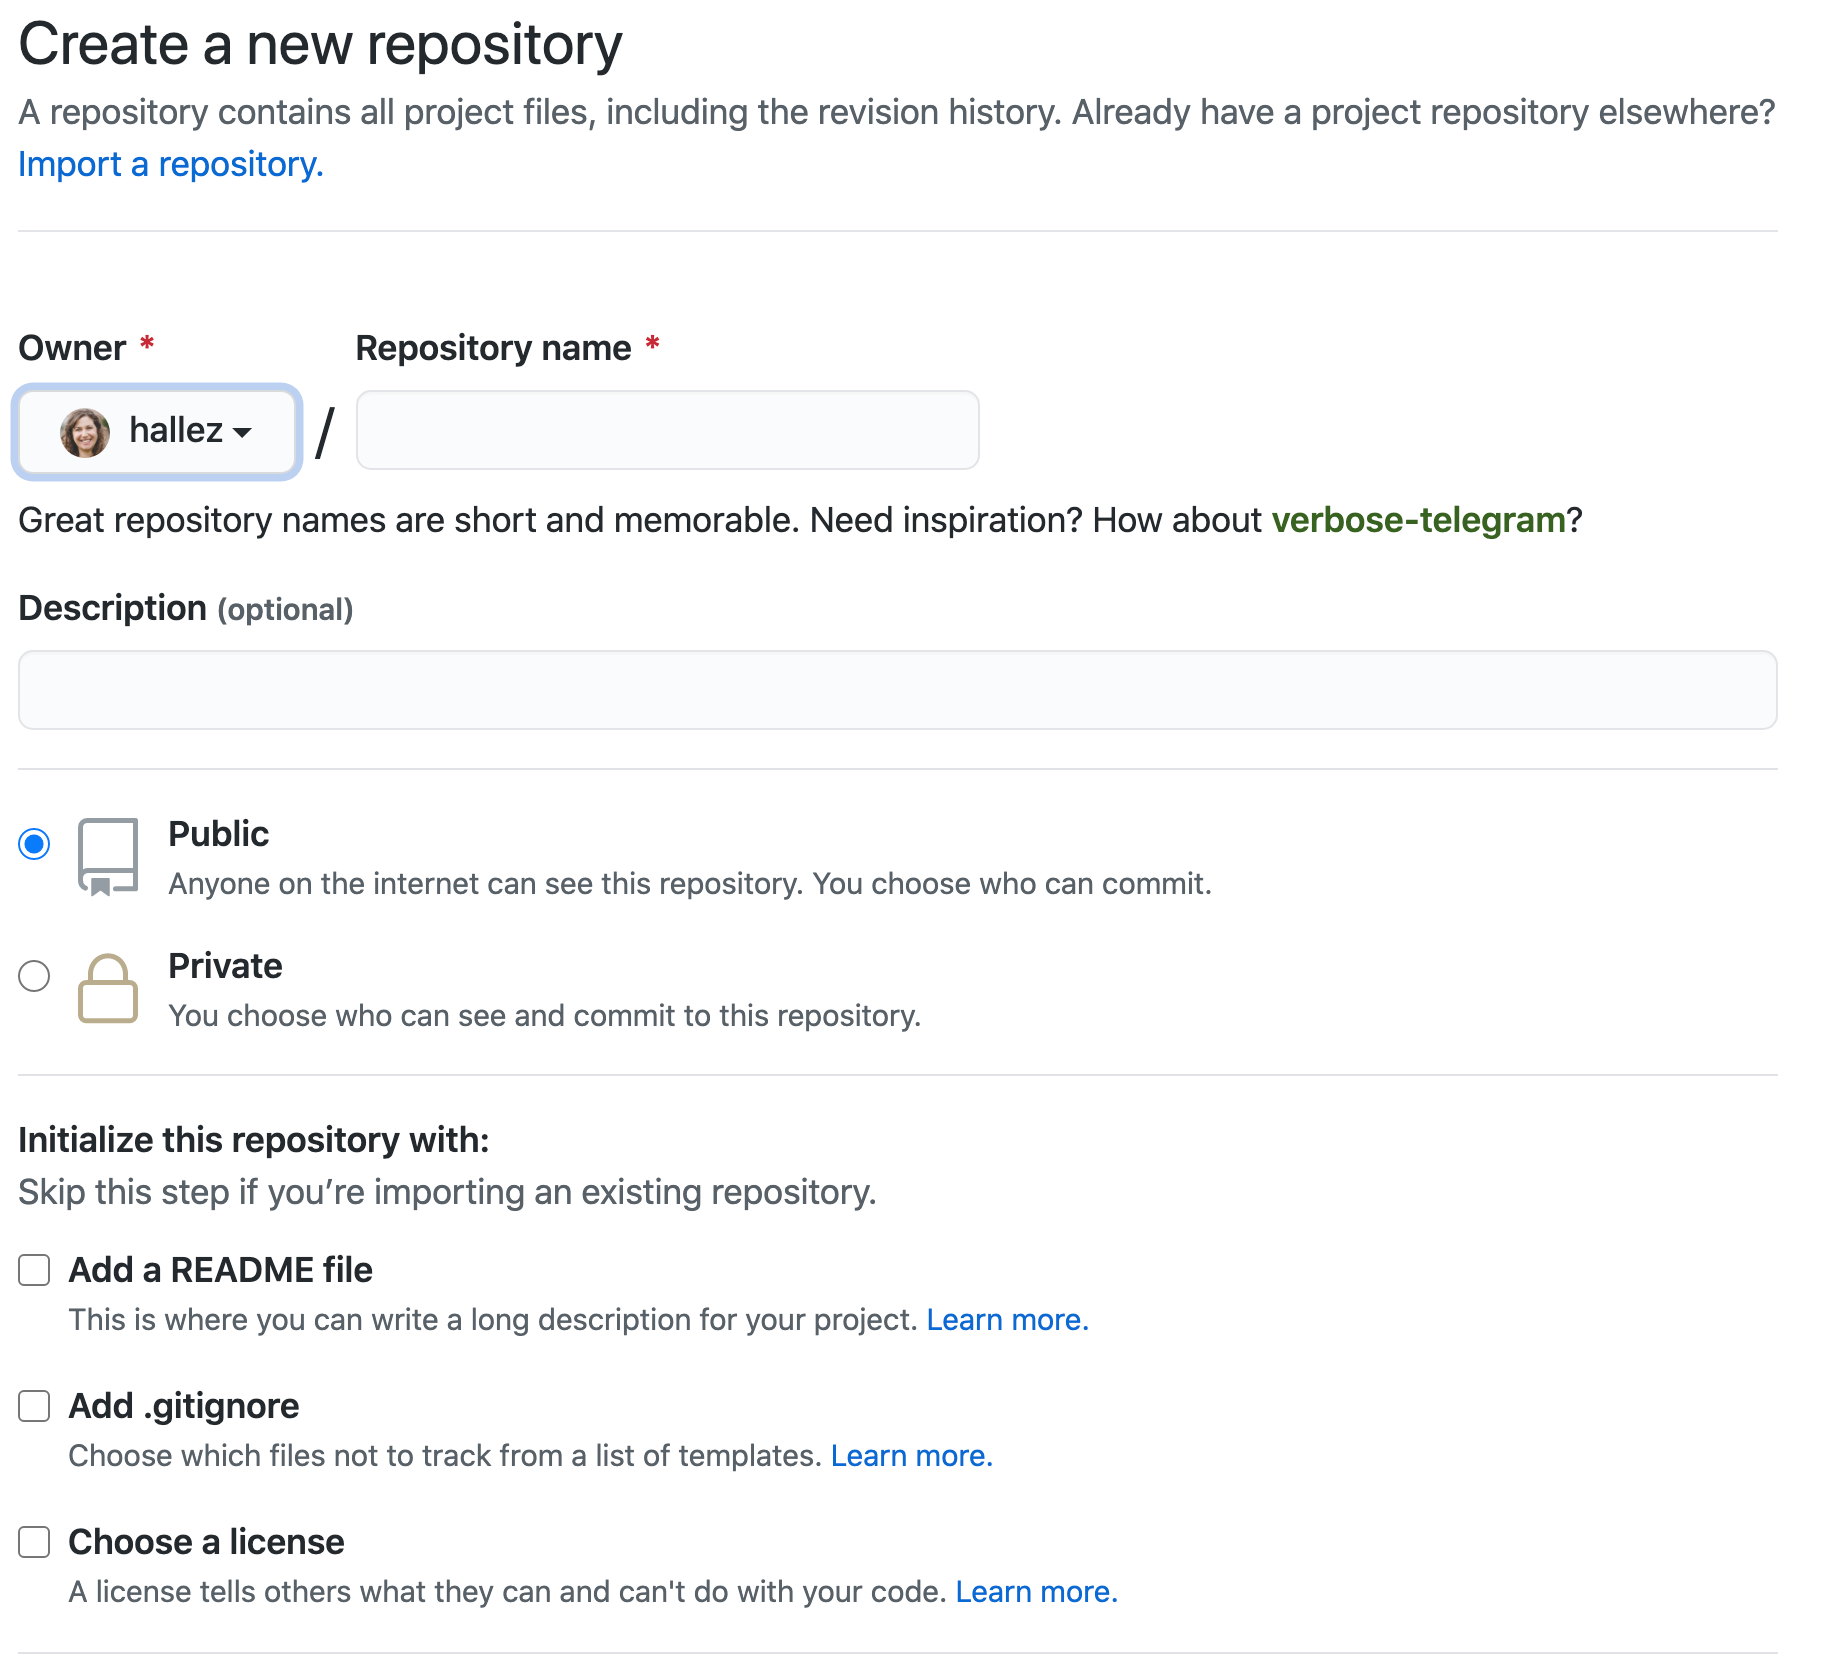 Create a new repository
A repository contains all project files, including the revision history. Already have a project repository elsewhere?
Import a repository.
Owner * Repository name *
hallez /
Great repository names are short and memorable. Need inspiration? How about verbose-telegram?
Description (optional)
Public
Anyone on the internet can see this repository. You choose who can commit.
Private
You choose who can see and commit to this repository.
Initialize this repository with:
Skip this step if you’re importing an existing repository.
Add a README file
This is where you can write a long description for your project. Learn more.
Add .gitignore
Choose which files not to track from a list of templates. Learn more.
Choose a license
A license tells others what they can and can't do with your code. Learn more.